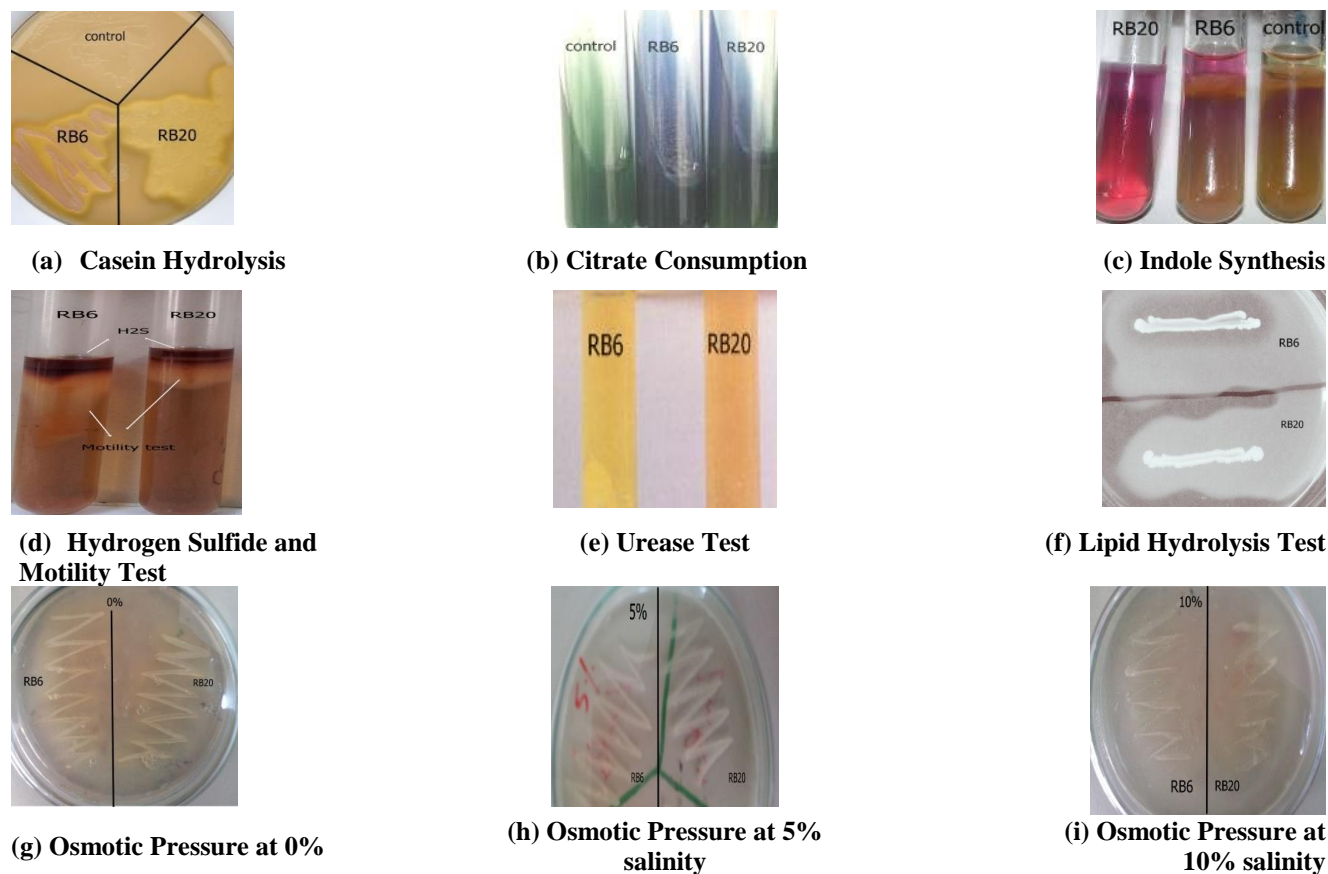 control
RB6
RB20
control
RB6
RB20
RB20
RB6
control
(a) Casein Hydrolysis
(b) Citrate Consumption
(c) Indole Synthesis
RB6
RB20
H2S
Motility test
RB6
RB20
RB6
RB20
(d) Hydrogen Sulfide and
Motility Test
(e) Urease Test
(f) Lipid Hydrolysis Test
0%
RB6
RB20
5%
5%
RB6
RB20
10%
RB6
RB20
(g) Osmotic Pressure at 0%
(h) Osmotic Pressure at 5%
salinity
(i) Osmotic Pressure at
10% salinity